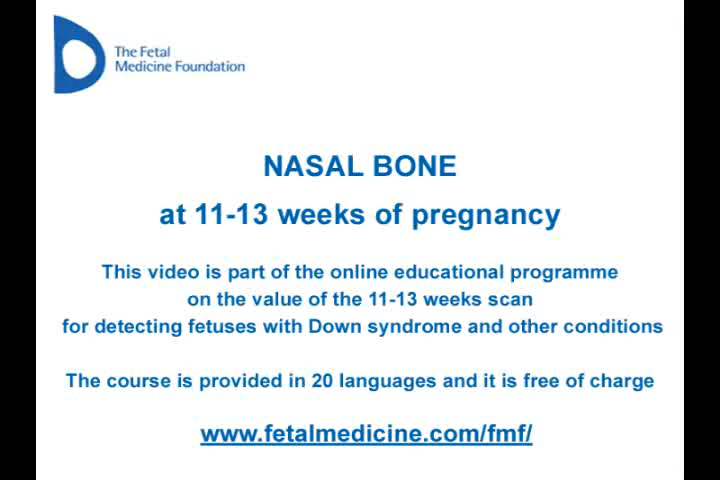 The Fetal
Medicine Foundation
NASAL BONE
at 11-13 weeks of pregnancy
This video is part of the online educational programme
on the value of the 11-13 weeks scan
for detecting fetuses with Down syndrome and other conditions
The course is provided in 20 languages and it is free of charge
www.fetalmedicine.com/fmf/